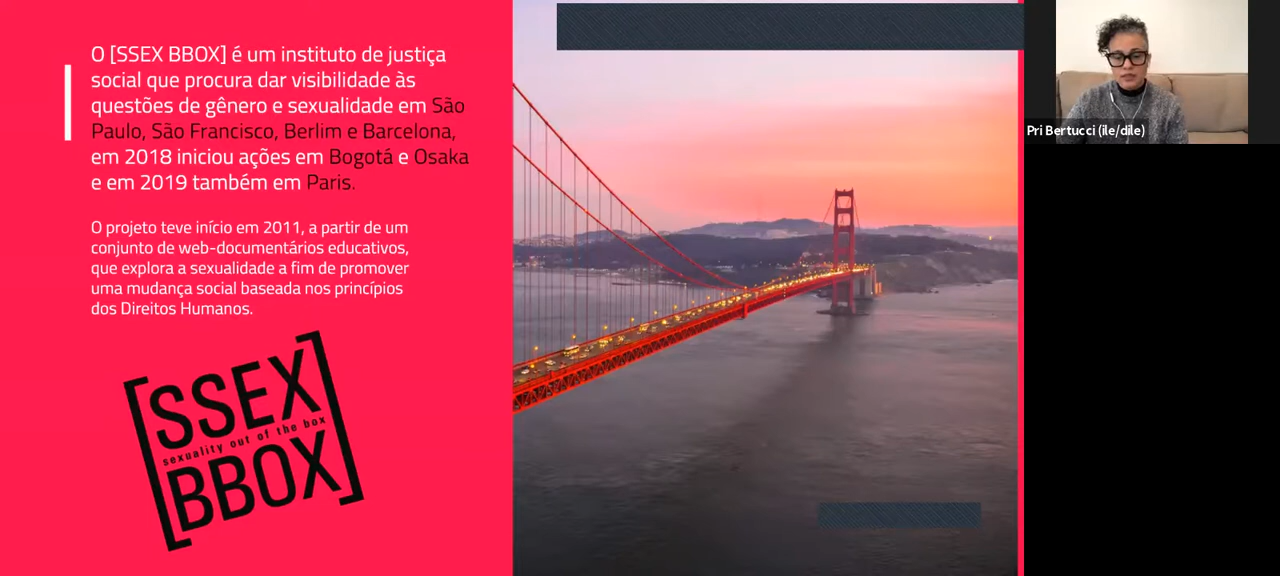 O [SSEX BBOX] é um instituto de justiça
social que procura dar visibilidade às
questões de gênero e sexualidade em São
Paulo, São Francisco, Berlim e Barcelona,
em 2018 iniciou ações em Bogotá e Osaka
e em 2019 também em Paris.
O projeto teve início em 2011, a partir de um
conjunto de web-documentários educativos,
que explora a sexualidade a fim de promover
uma mudança social baseada nos princípios
dos Direitos Humanos.
[SSEX
sexuality out of the box
BBOX]
Pri Bertucci (ile/dile)